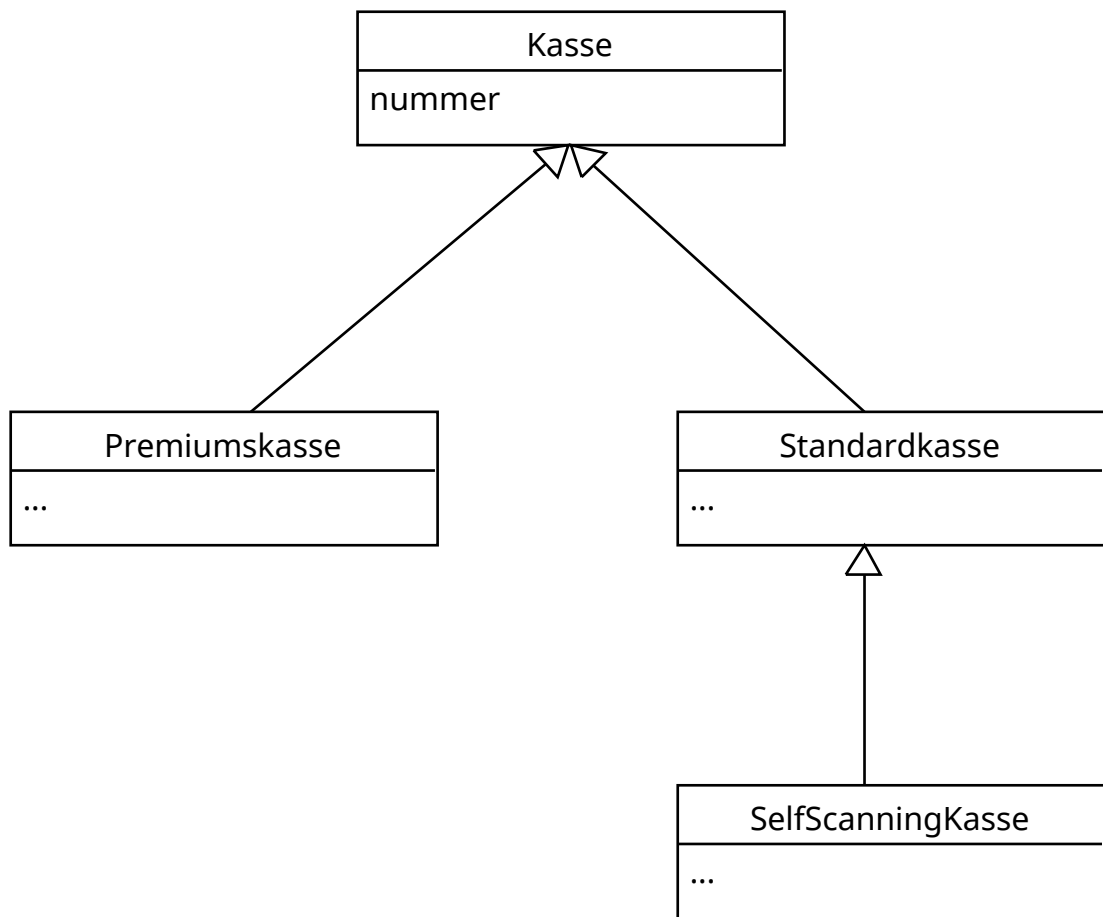 Kasse
nummer
Premiumskasse
...
Standardkasse
...
SelfScanningKasse
...